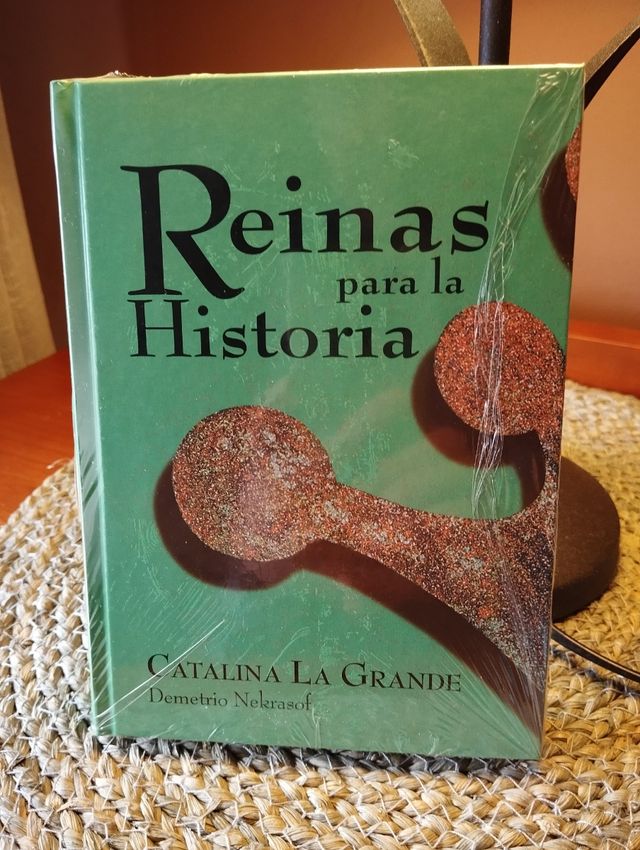 Reinas
para la
Historia
CATALINA LA GRANDE
Demetrio Nekrasof